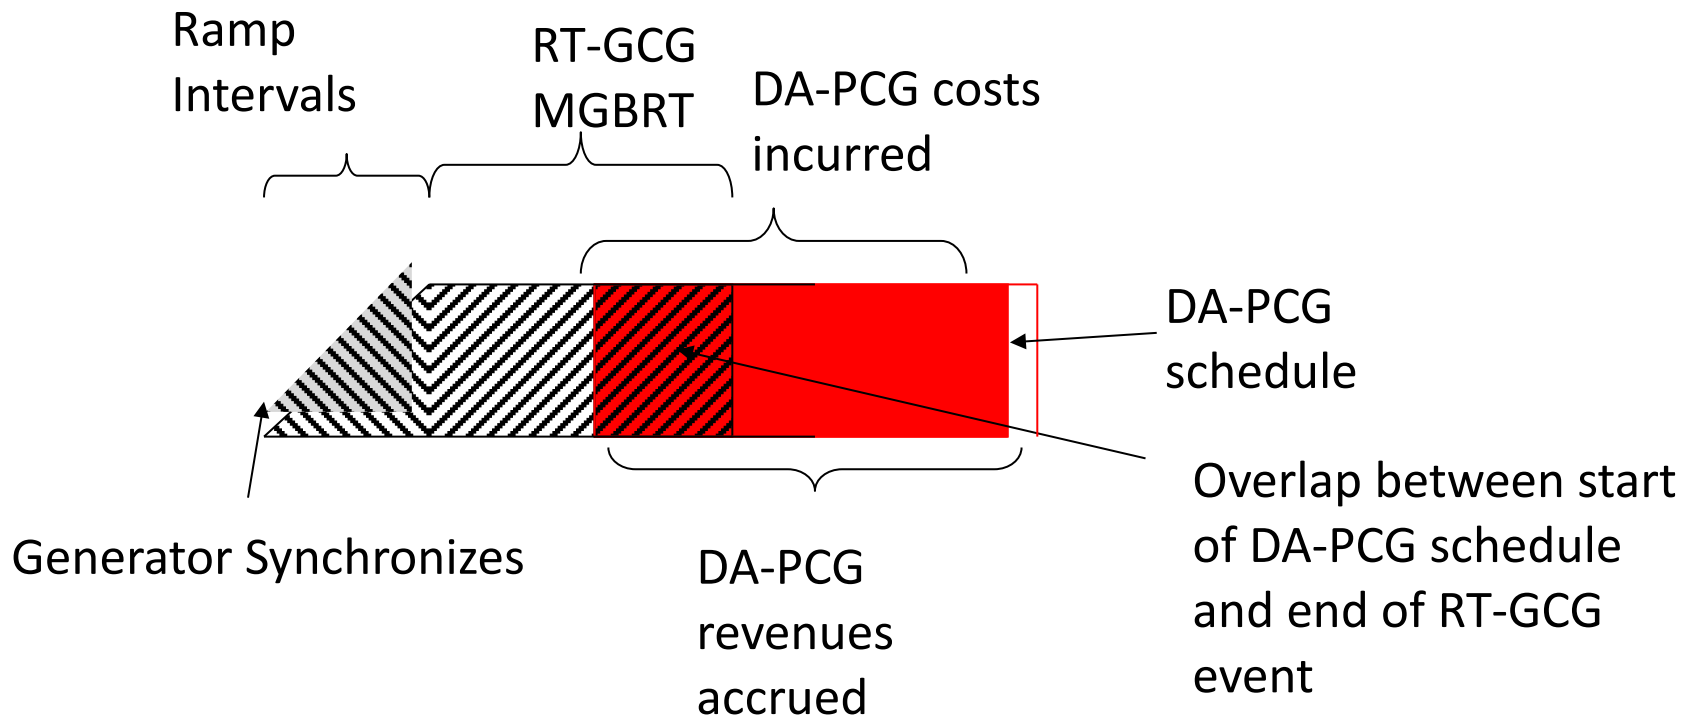 Ramp
Intervals
RT-GCG
MGBRT
DA-PCG costs
incurred
DA-PCG
schedule
Generator Synchronizes
DA-PCG
revenues
accrued
Overlap between start
of DA-PCG schedule
and end of RT-GCG
event